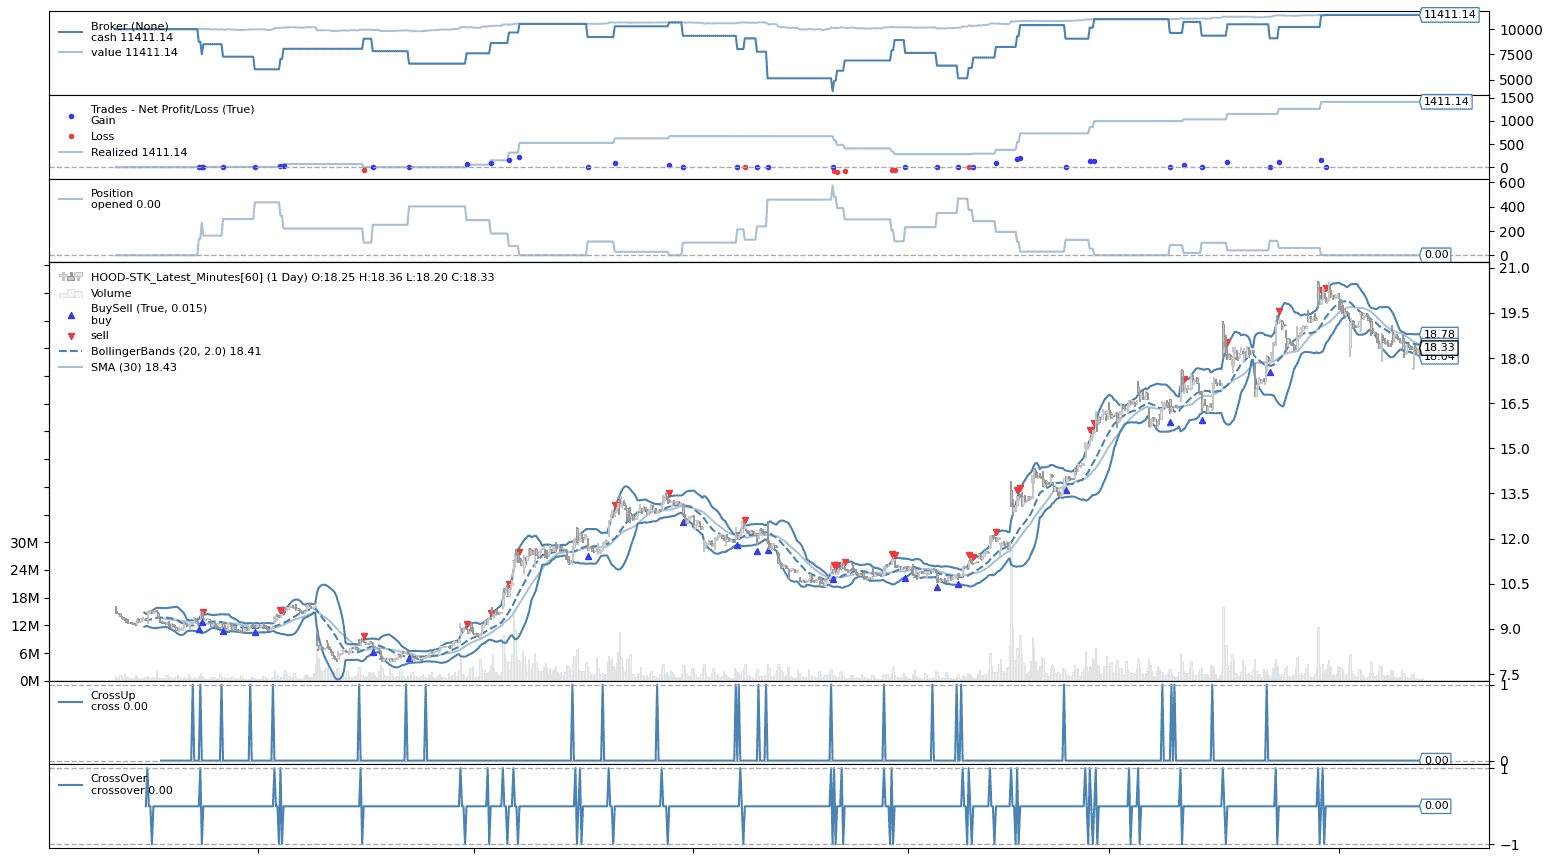 Broker (None)
cash 11411.14
value 11411.14
11411.14
10000
7500
5000
Trades - Net Profit/Loss (True)
Gain
Loss
Realized 1411.14
1411.14
1500
1000
500
0
Position
opened 0.00
600
400
200
0
0.00
HOOD-STK_Latest_Minutes[60] (1 Day) O:18.25 H:18.36 L:18.20 C:18.33
Volume
BuySell (True, 0.015)
buy
sell
BollingerBands (20, 2.0) 18.41
SMA (30) 18.43
21.0
19.5
18.78
18.33
18.04
18.0
16.5
15.0
13.5
12.0
10.5
9.0
7.5
30M
24M
18M
12M
6M
0M
CrossUp
cross 0.00
1
0
0.00
CrossOver
crossover 0.00
1
0.00
−1